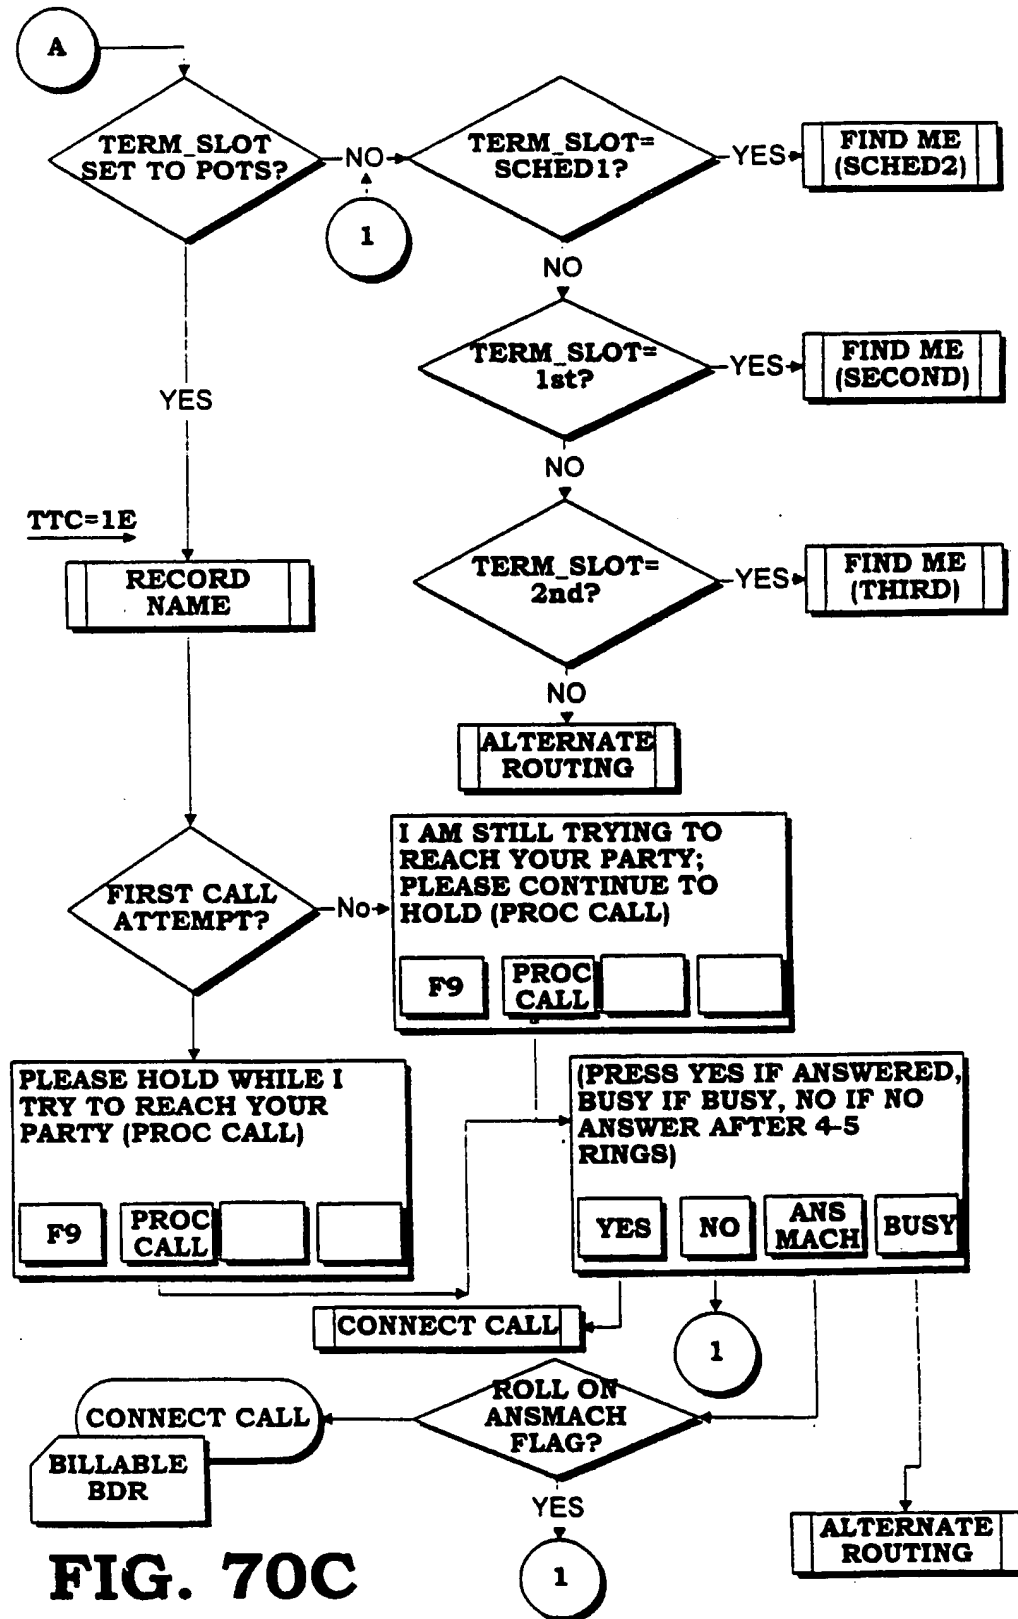 A
TERM_SLOT
SET TO POTS?
NO
1
TERM_SLOT=
SCHED1?
YES
FIND ME
(SCHED2)
NO
TERM_SLOT=
1st?
YES
FIND ME
(SECOND)
YES
NO
TTC=1E
RECORD
NAME
TERM_SLOT=
2nd?
YES
FIND ME
(THIRD)
NO
ALTERNATE
ROUTING
FIRST CALL
ATTEMPT?
No
I AM STILL TRYING TO
REACH YOUR PARTY;
PLEASE CONTINUE TO
HOLD (PROC CALL)
F9
PROC
CALL
PLEASE HOLD WHILE I
TRY TO REACH YOUR
PARTY (PROC CALL)
F9
PROC
CALL
(PRESS YES IF ANSWERED,
BUSY IF BUSY, NO IF NO
ANSWER AFTER 4-5
RINGS)
YES
NO
ANS
MACH
BUSY
CONNECT CALL
1
ROLL ON
ANSMACH
FLAG?
CONNECT CALL
BILLABLE
BDR
YES
1
ALTERNATE
ROUTING
FIG. 70C